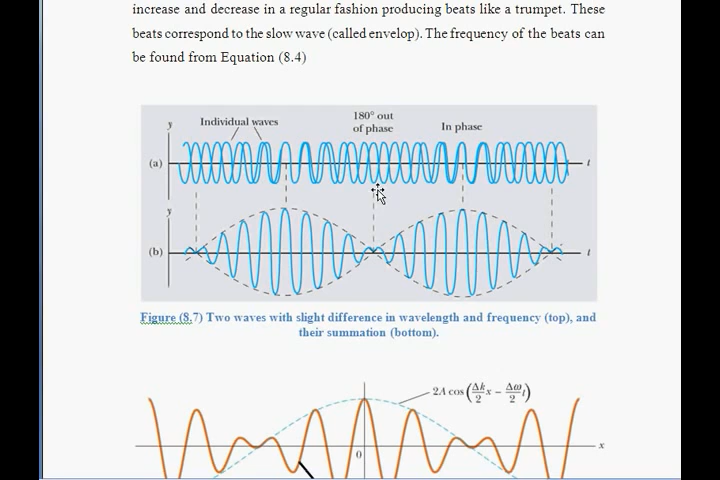 increase and decrease in a regular fashion producing beats like a trumpet. These
beats correspond to the slow wave (called envelop). The frequency of the beats can
be found from Equation (8.4)
y
Individual waves
180° out
of phase
In phase
(a)
t
y
(b)
t
Figure (8.7) Two waves with slight difference in wavelength and frequency (top), and
their summation (bottom).
2A cos (Δk/2 x − Δω/2 t)
0
x